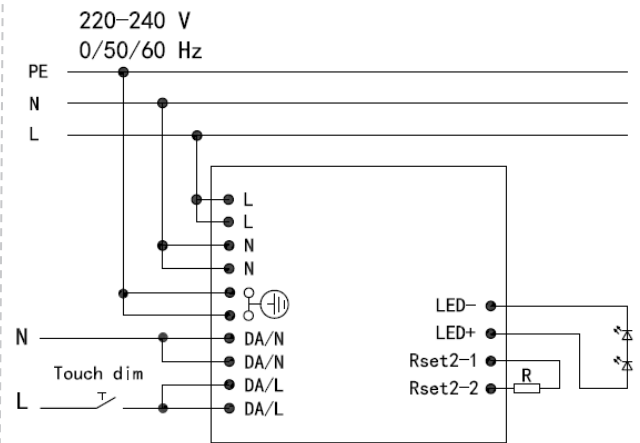 220-240 V
0/50/60 Hz
PE
N
L
L
L
N
N
LED-
LED+
N
DA/N
DA/N
Rset2-1
Touch dim
DA/L
Rset2-2
R
L
DA/L